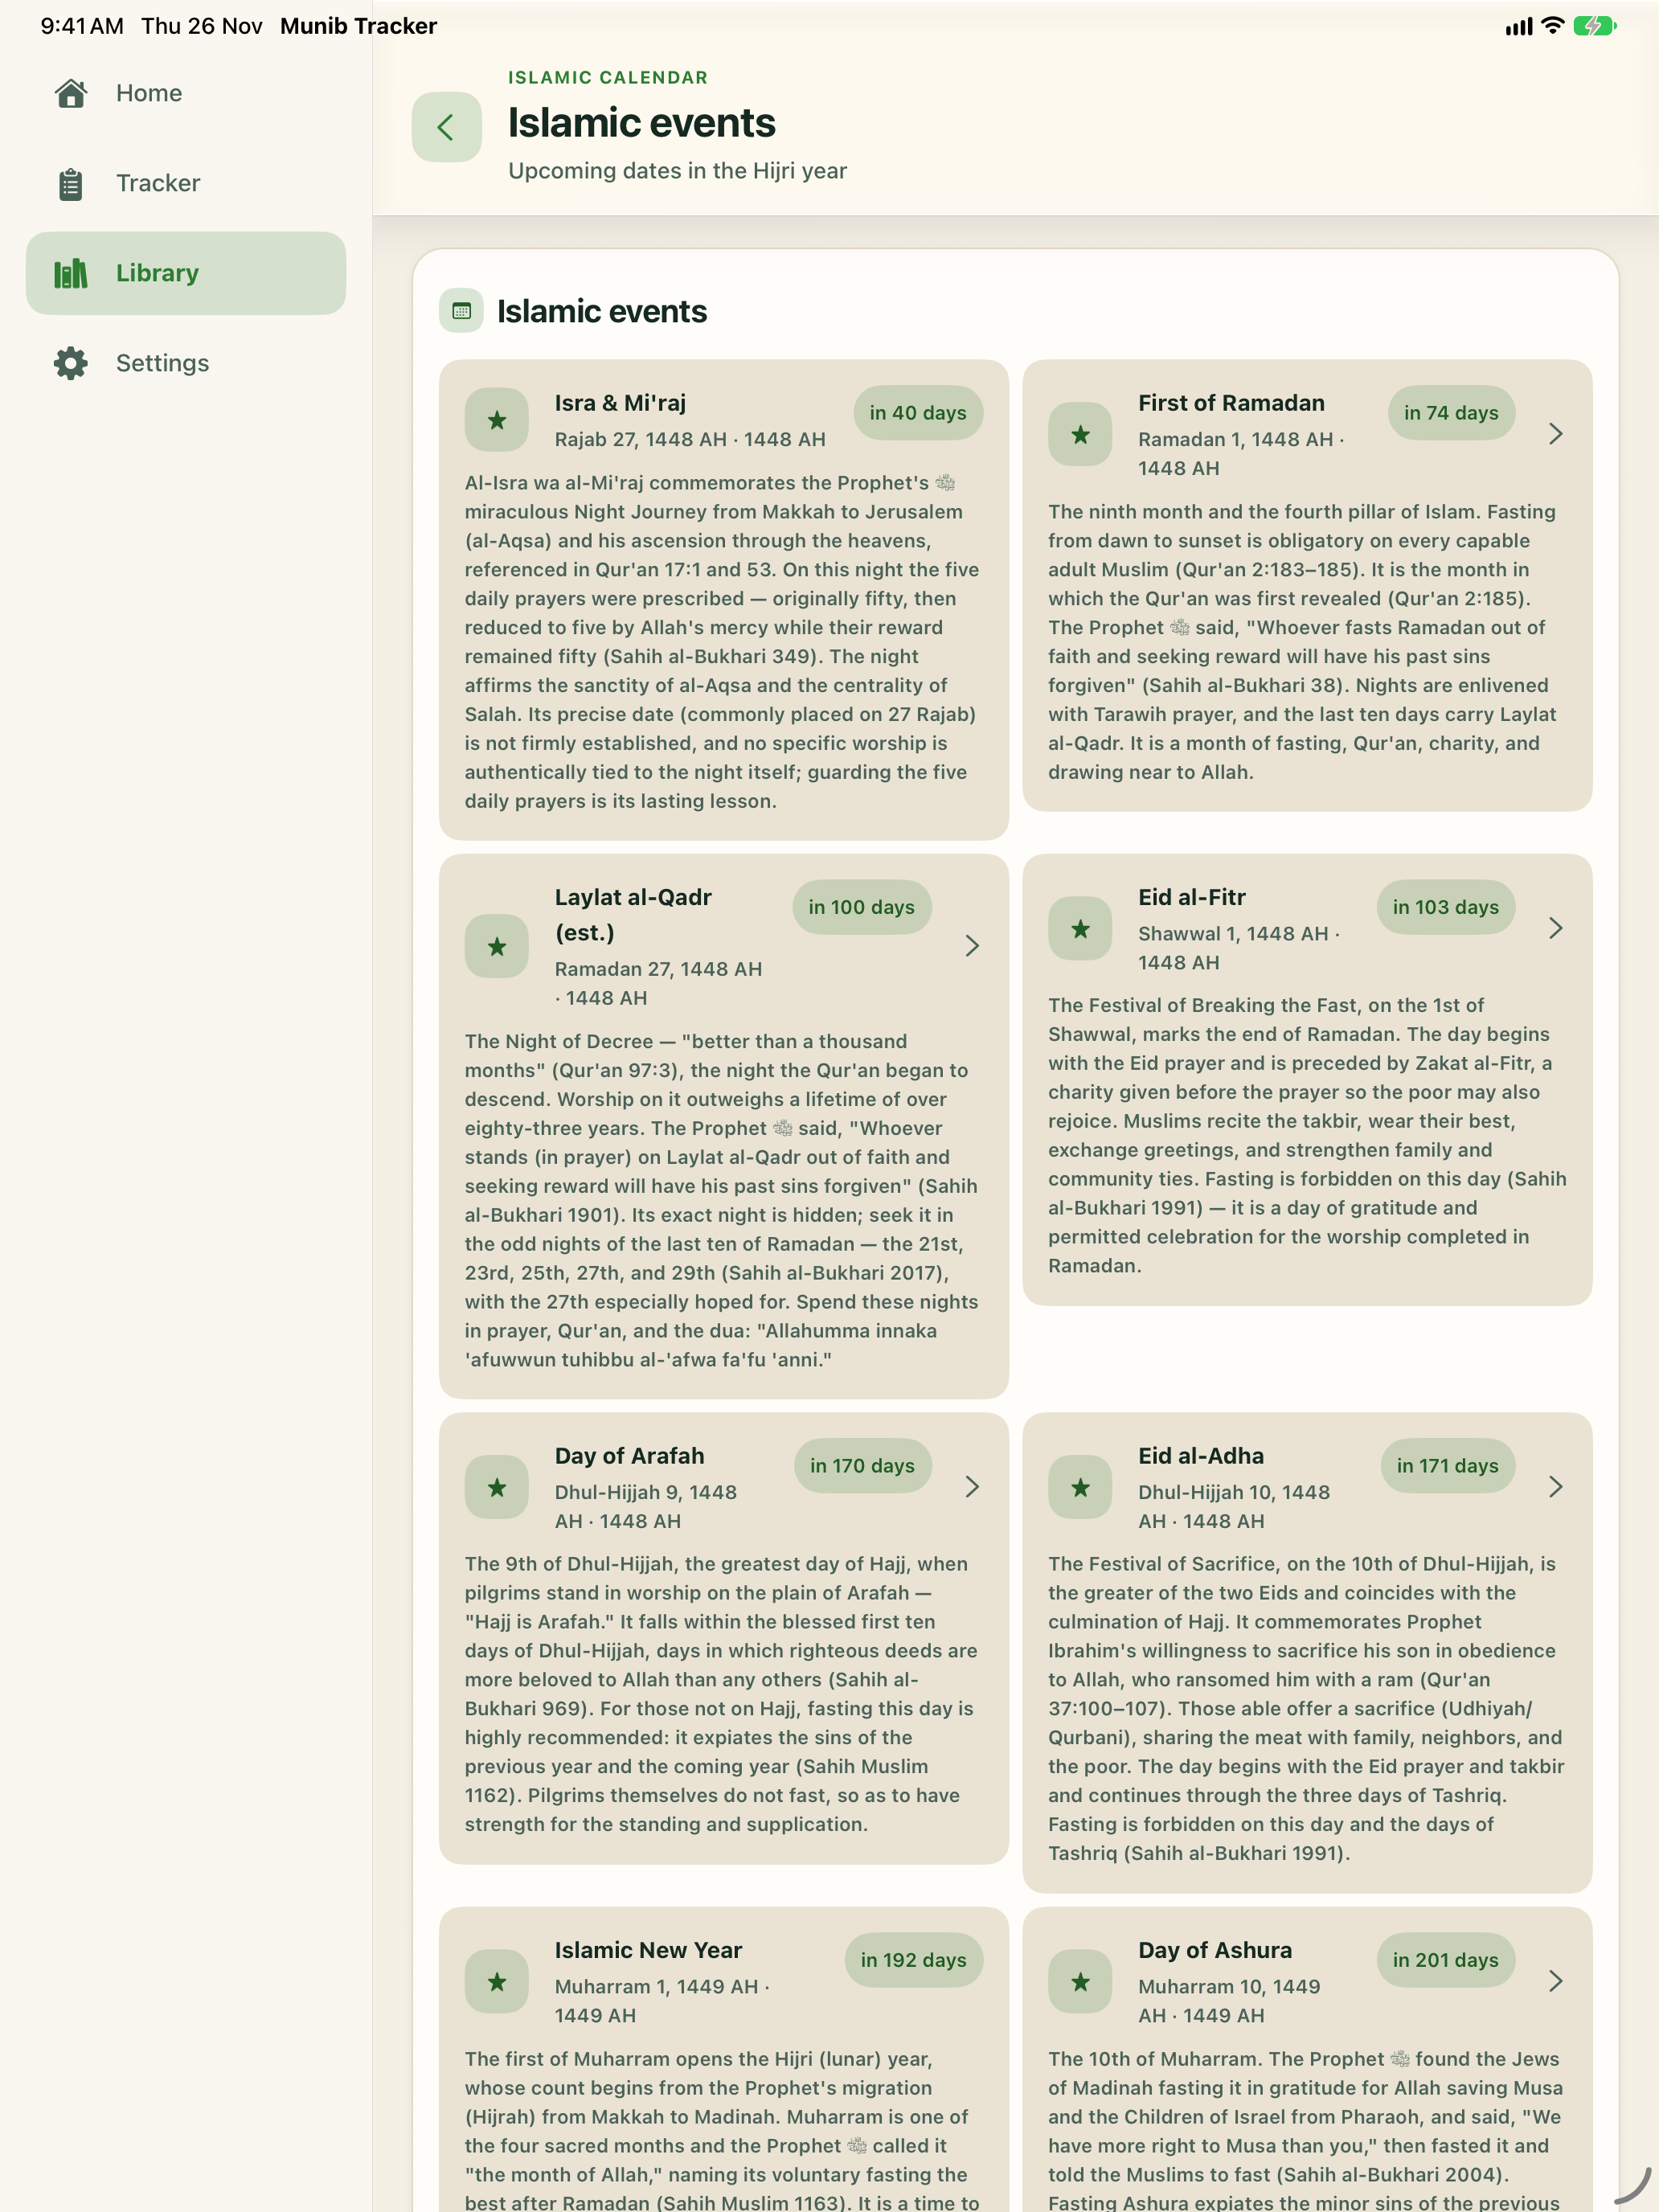 9:41 AM Thu 26 Nov Munib Tracker
Home
Tracker
Library
Settings
ISLAMIC CALENDAR
Islamic events
Upcoming dates in the Hijri year
Islamic events
Isra & Mi'raj
in 40 days
Rajab 27, 1448 AH · 1448 AH
Al-Isra wa al-Mi'raj commemorates the Prophet's ﷺ
miraculous Night Journey from Makkah to Jerusalem
(al-Aqsa) and his ascension through the heavens,
referenced in Qur'an 17:1 and 53. On this night the five
daily prayers were prescribed — originally fifty, then
reduced to five by Allah's mercy while their reward
remained fifty (Sahih al-Bukhari 349). The night
affirms the sanctity of al-Aqsa and the centrality of
Salah. Its precise date (commonly placed on 27 Rajab)
is not firmly established, and no specific worship is
authentically tied to the night itself; guarding the five
daily prayers is its lasting lesson.
First of Ramadan
in 74 days
Ramadan 1, 1448 AH ·
1448 AH
The ninth month and the fourth pillar of Islam. Fasting
from dawn to sunset is obligatory on every capable
adult Muslim (Qur'an 2:183–185). It is the month in
which the Qur'an was first revealed (Qur'an 2:185).
The Prophet ﷺ said, "Whoever fasts Ramadan out of
faith and seeking reward will have his past sins
forgiven" (Sahih al-Bukhari 38). Nights are enlivened
with Tarawih prayer, and the last ten days carry Laylat
al-Qadr. It is a month of fasting, Qur'an, charity, and
drawing near to Allah.
Laylat al-Qadr
(est.)
in 100 days
Ramadan 27, 1448 AH
· 1448 AH
The Night of Decree — "better than a thousand
months" (Qur'an 97:3), the night the Qur'an began to
descend. Worship on it outweighs a lifetime of over
eighty-three years. The Prophet ﷺ said, "Whoever
stands (in prayer) on Laylat al-Qadr out of faith and
seeking reward will have his past sins forgiven" (Sahih
al-Bukhari 1901). Its exact night is hidden; seek it in
the odd nights of the last ten of Ramadan — the 21st,
23rd, 25th, 27th, and 29th (Sahih al-Bukhari 2017),
with the 27th especially hoped for. Spend these nights
in prayer, Qur'an, and the dua: "Allahumma innaka
'afuwwun tuhibbu al-'afwa fa'fu 'anni."
Eid al-Fitr
in 103 days
Shawwal 1, 1448 AH ·
1448 AH
The Festival of Breaking the Fast, on the 1st of
Shawwal, marks the end of Ramadan. The day begins
with the Eid prayer and is preceded by Zakat al-Fitr, a
charity given before the prayer so the poor may also
rejoice. Muslims recite the takbir, wear their best,
exchange greetings, and strengthen family and
community ties. Fasting is forbidden on this day (Sahih
al-Bukhari 1991) — it is a day of gratitude and
permitted celebration for the worship completed in
Ramadan.
Day of Arafah
in 170 days
Dhul-Hijjah 9, 1448
AH · 1448 AH
The 9th of Dhul-Hijjah, the greatest day of Hajj, when
pilgrims stand in worship on the plain of Arafah —
"Hajj is Arafah." It falls within the blessed first ten
days of Dhul-Hijjah, days in which righteous deeds are
more beloved to Allah than any others (Sahih al-
Bukhari 969). For those not on Hajj, fasting this day is
highly recommended: it expiates the sins of the
previous year and the coming year (Sahih Muslim
1162). Pilgrims themselves do not fast, so as to have
strength for the standing and supplication.
Eid al-Adha
in 171 days
Dhul-Hijjah 10, 1448
AH · 1448 AH
The Festival of Sacrifice, on the 10th of Dhul-Hijjah, is
the greater of the two Eids and coincides with the
culmination of Hajj. It commemorates Prophet
Ibrahim's willingness to sacrifice his son in obedience
to Allah, who ransomed him with a ram (Qur'an
37:100–107). Those able offer a sacrifice (Udhiyah/
Qurbani), sharing the meat with family, neighbors, and
the poor. The day begins with the Eid prayer and takbir
and continues through the three days of Tashriq.
Fasting is forbidden on this day and the days of
Tashriq (Sahih al-Bukhari 1991).
Islamic New Year
in 192 days
Muharram 1, 1449 AH ·
1449 AH
The first of Muharram opens the Hijri (lunar) year,
whose count begins from the Prophet's migration
(Hijrah) from Makkah to Madinah. Muharram is one of
the four sacred months and the Prophet ﷺ called it
"the month of Allah," naming its voluntary fasting the
best after Ramadan (Sahih Muslim 1163). It is a time to
Day of Ashura
in 201 days
Muharram 10, 1449
AH · 1449 AH
The 10th of Muharram. The Prophet ﷺ found the Jews
of Madinah fasting it in gratitude for Allah saving Musa
and the Children of Israel from Pharaoh, and said, "We
have more right to Musa than you," then fasted it and
told the Muslims to fast (Sahih al-Bukhari 2004).
Fasting Ashura expiates the minor sins of the previous